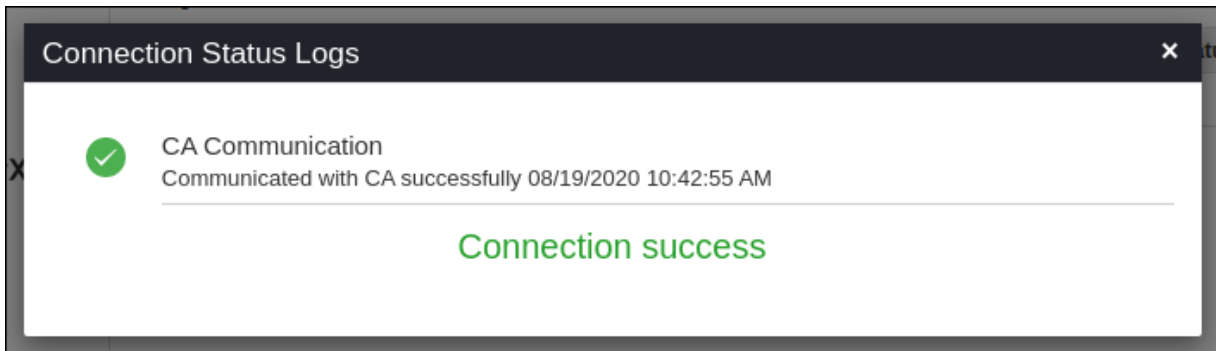 Connection Status Logs
CA Communication
Communicated with CA successfully 08/19/2020 10:42:55 AM
Connection success